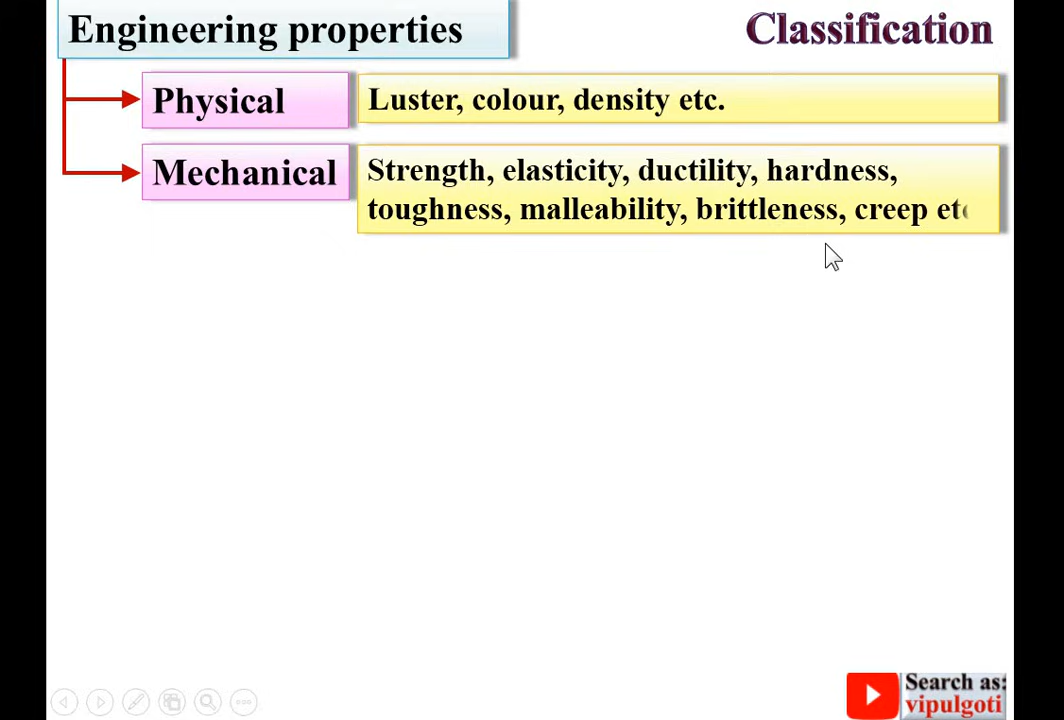 Engineering properties
Classification
Physical
Luster, colour, density etc.
Mechanical
Strength, elasticity, ductility, hardness,
toughness, malleability, brittleness, creep etc
Search as:
vipulgoti